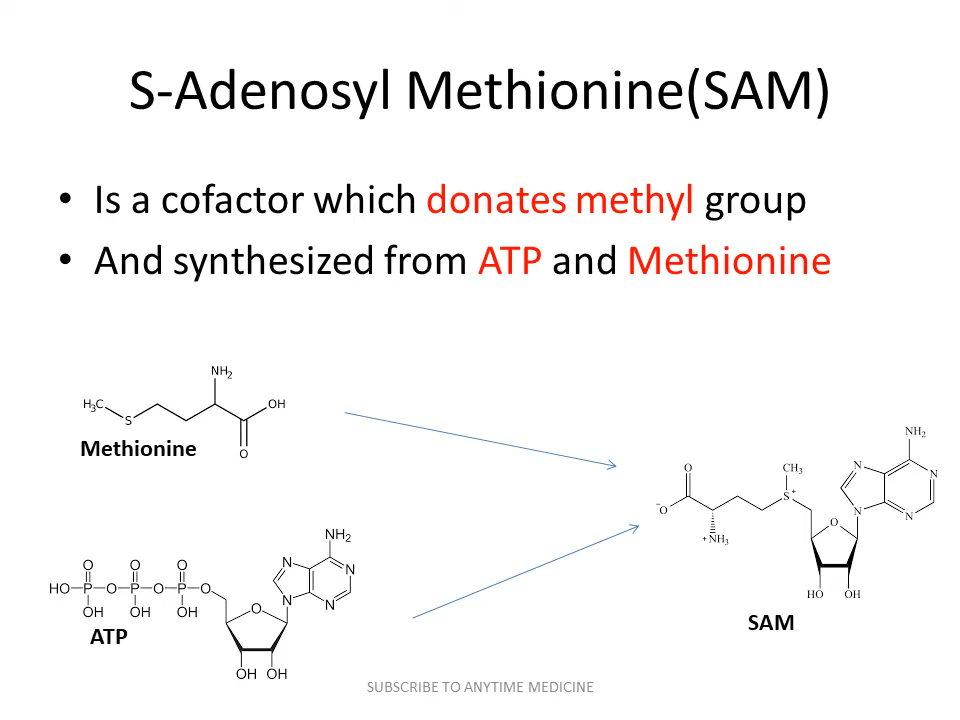 S-Adenosyl Methionine(SAM)
• Is a cofactor which donates methyl group
• And synthesized from ATP and Methionine
NH2
H3C
S
OH
O
Methionine
NH2
N
N
N
N
O
O
O
HO
P
O
P
O
P
O
OH
OH
OH
O
OH
OH
ATP
NH2
N
N
N
N
O
CH3
S+
−O
+NH3
O
HO
OH
SAM
SUBSCRIBE TO ANYTIME MEDICINE